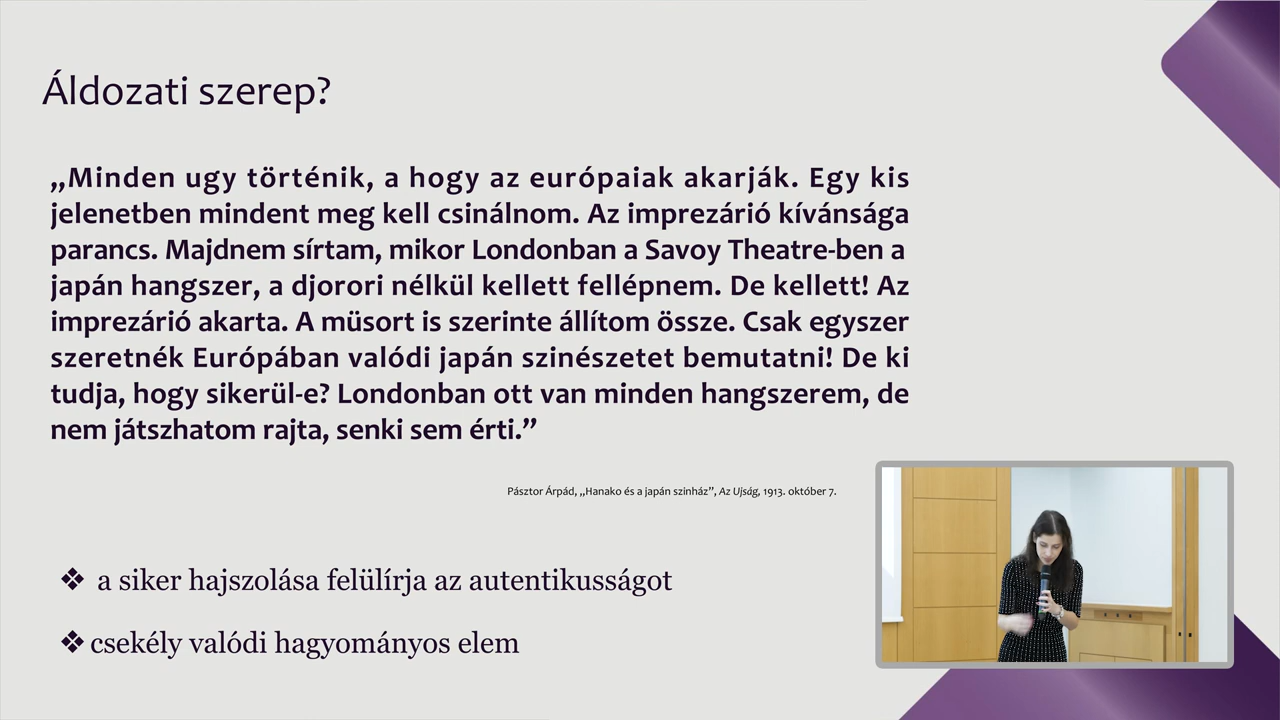 Áldozati szerep?
„Minden ugy történik, a hogy az európaiak akarják. Egy kis
jelenetben mindent meg kell csinálnom. Az imprezárió kívánsága
parancs. Majdnem sírtam, mikor Londonban a Savoy Theatre-ben a
japán hangszer, a djorori nélkül kellett fellépnem. De kellett! Az
imprezárió akarta. A müsort is szerinte állítom össze. Csak egyszer
szeretnék Európában valódi japán szinészetet bemutatni! De ki
tudja, hogy sikerül-e? Londonban ott van minden hangszerem, de
nem játszhatom rajta, senki sem érti.”
Pásztor Árpád, „Hanako és a japán szinház”, Az Ujság, 1913. október 7.
❖ a siker hajszolása felülírja az autentikusságot
❖ csekély valódi hagyományos elem